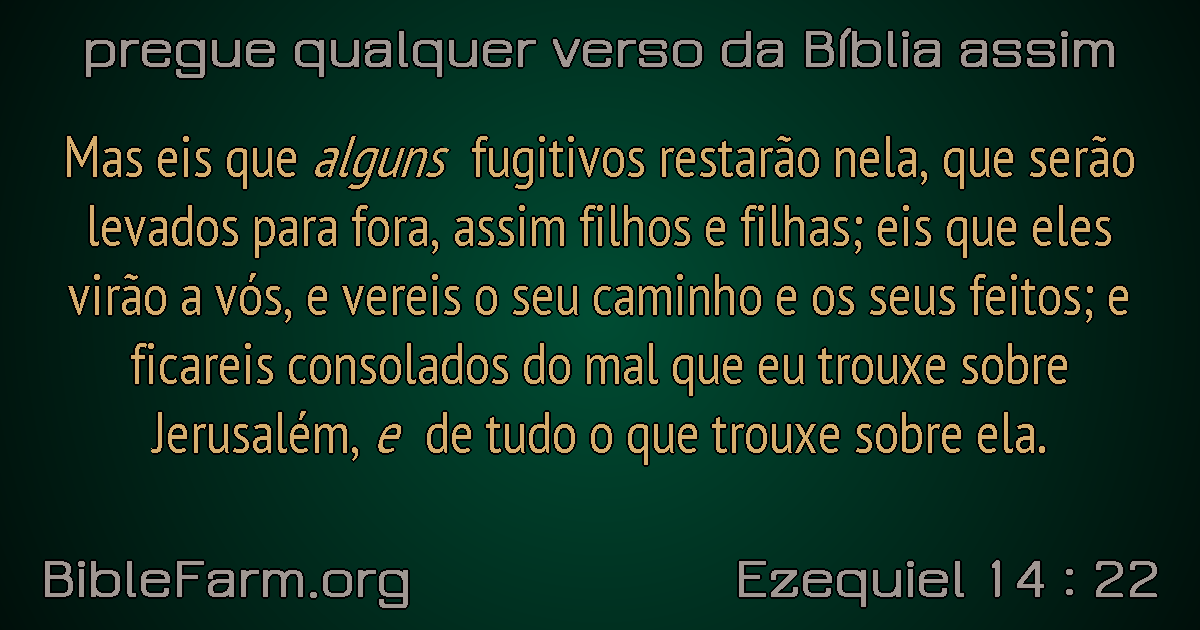 pregue qualquer verso da Bíblia assim
Mas eis que alguns fugitivos restarão nela, que serão
levados para fora, assim filhos e filhas; eis que eles
virão a vós, e vereis o seu caminho e os seus feitos; e
ficareis consolados do mal que eu trouxe sobre
Jerusalém, e de tudo o que trouxe sobre ela.
BibleFarm.org
Ezequiel 14 : 22